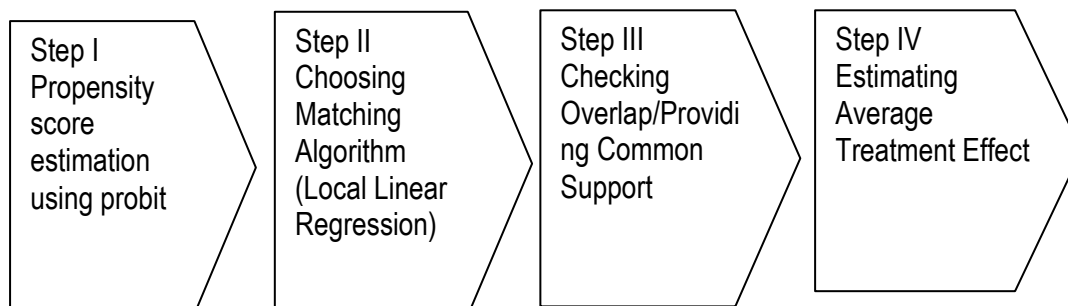 Step I
Propensity
score
estimation
using probit
Step II
Choosing
Matching
Algorithm
(Local Linear
Regression)
Step III
Checking
Overlap/Providi
ng Common
Support
Step IV
Estimating
Average
Treatment Effect